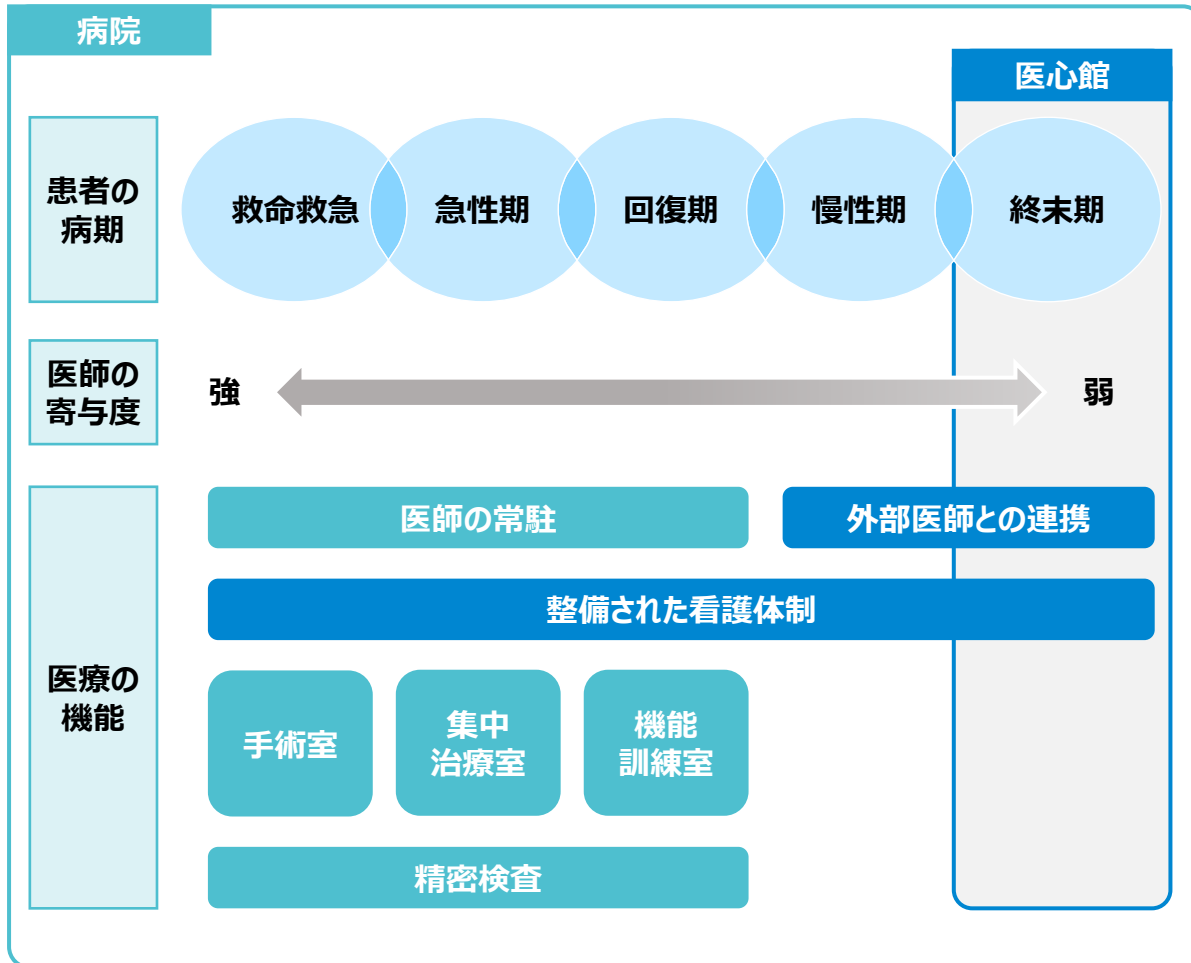 病院
医心館
患者の
病期
救命救急
急性期
回復期
慢性期
終末期
医師の
寄与度
強
弱
医療の
機能
医師の常駐
外部医師との連携
整備された看護体制
手術室
集中
治療室
機能
訓練室
精密検査